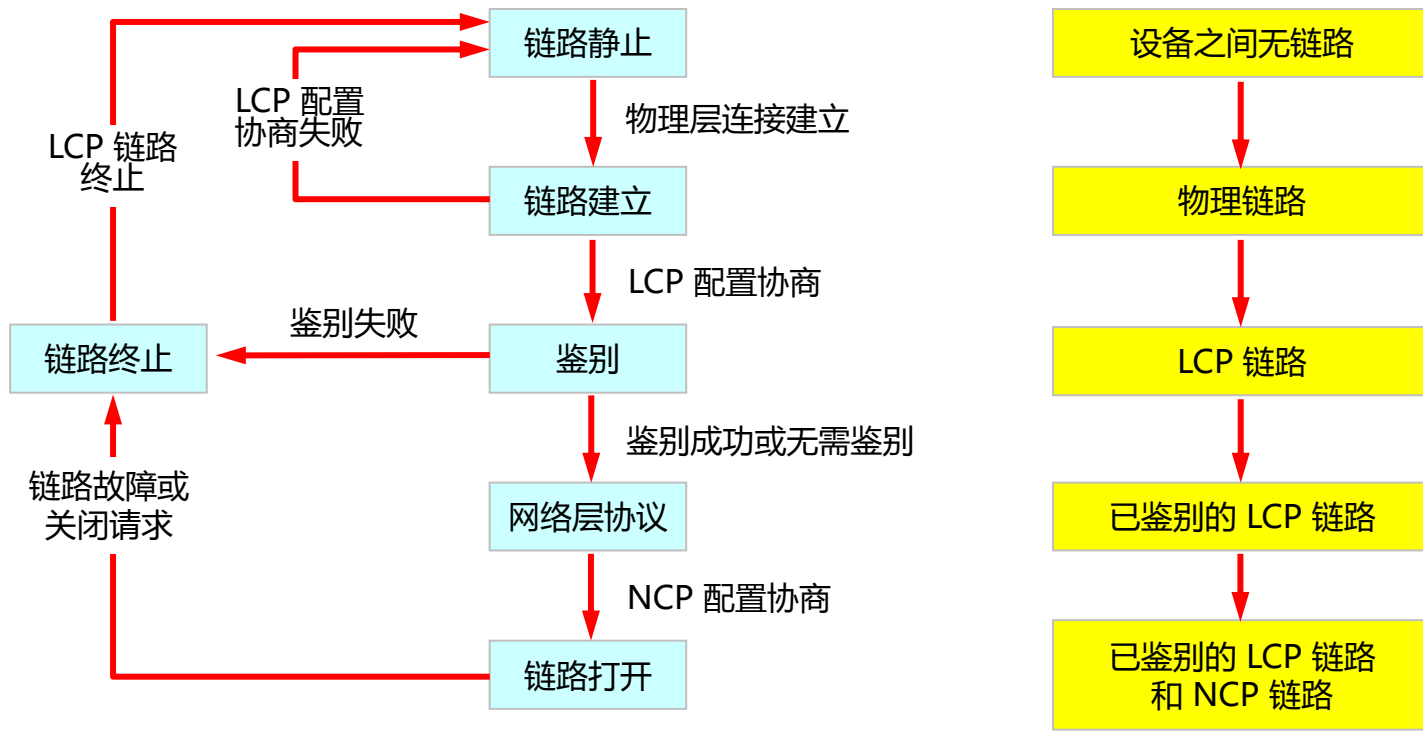 链路静止
设备之间无链路
LCP 配置
协商失败
物理层连接建立
LCP 链路
终止
链路建立
物理链路
LCP 配置协商
鉴别失败
链路终止
鉴别
LCP 链路
鉴别成功或无需鉴别
链路故障或
关闭请求
网络层协议
已鉴别的 LCP 链路
NCP 配置协商
链路打开
已鉴别的 LCP 链路
和 NCP 链路